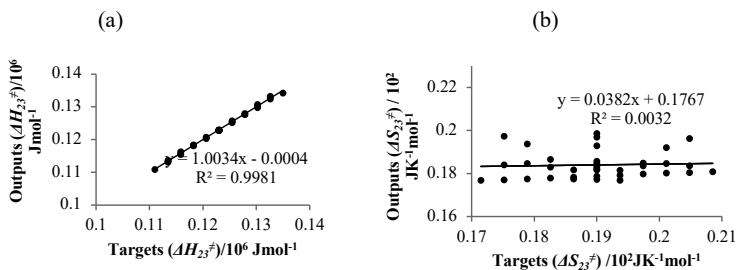 (a)
Outputs (ΔH₂₃≠)/10⁶
Jmol⁻¹
0.14
0.13
0.12
0.11
0.1
= 1.0034x - 0.0004
R² = 0.9981
0.1
0.11
0.12
0.13
0.14
Targets (ΔH₂₃≠)/10⁶ Jmol⁻¹
(b)
Outputs (ΔS₂₃≠) / 10²
JK⁻¹mol⁻¹
0.22
0.2
0.18
0.16
y = 0.0382x + 0.1767
R² = 0.0032
0.17
0.18
0.19
0.2
0.21
Targets (ΔS₂₃≠) /10²JK⁻¹mol⁻¹